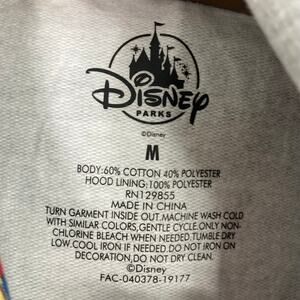 Disney
PARKS
©Disney
M
BODY:60% COTTON 40% POLYESTER
HOOD LINING:100% POLYESTER
RN129855
MADE IN CHINA
TURN GARMENT INSIDE OUT.MACHINE WASH COLD
WITH SIMILAR COLORS,GENTLE CYCLE.ONLY NON-
CHLORINE BLEACH WHEN NEEDED.TUMBLE DRY
LOW.COOL IRON IF NEEDED.DO NOT IRON ON
DECORATION,DO NOT DRY CLEAN.
©Disney
FAC-040378-19177